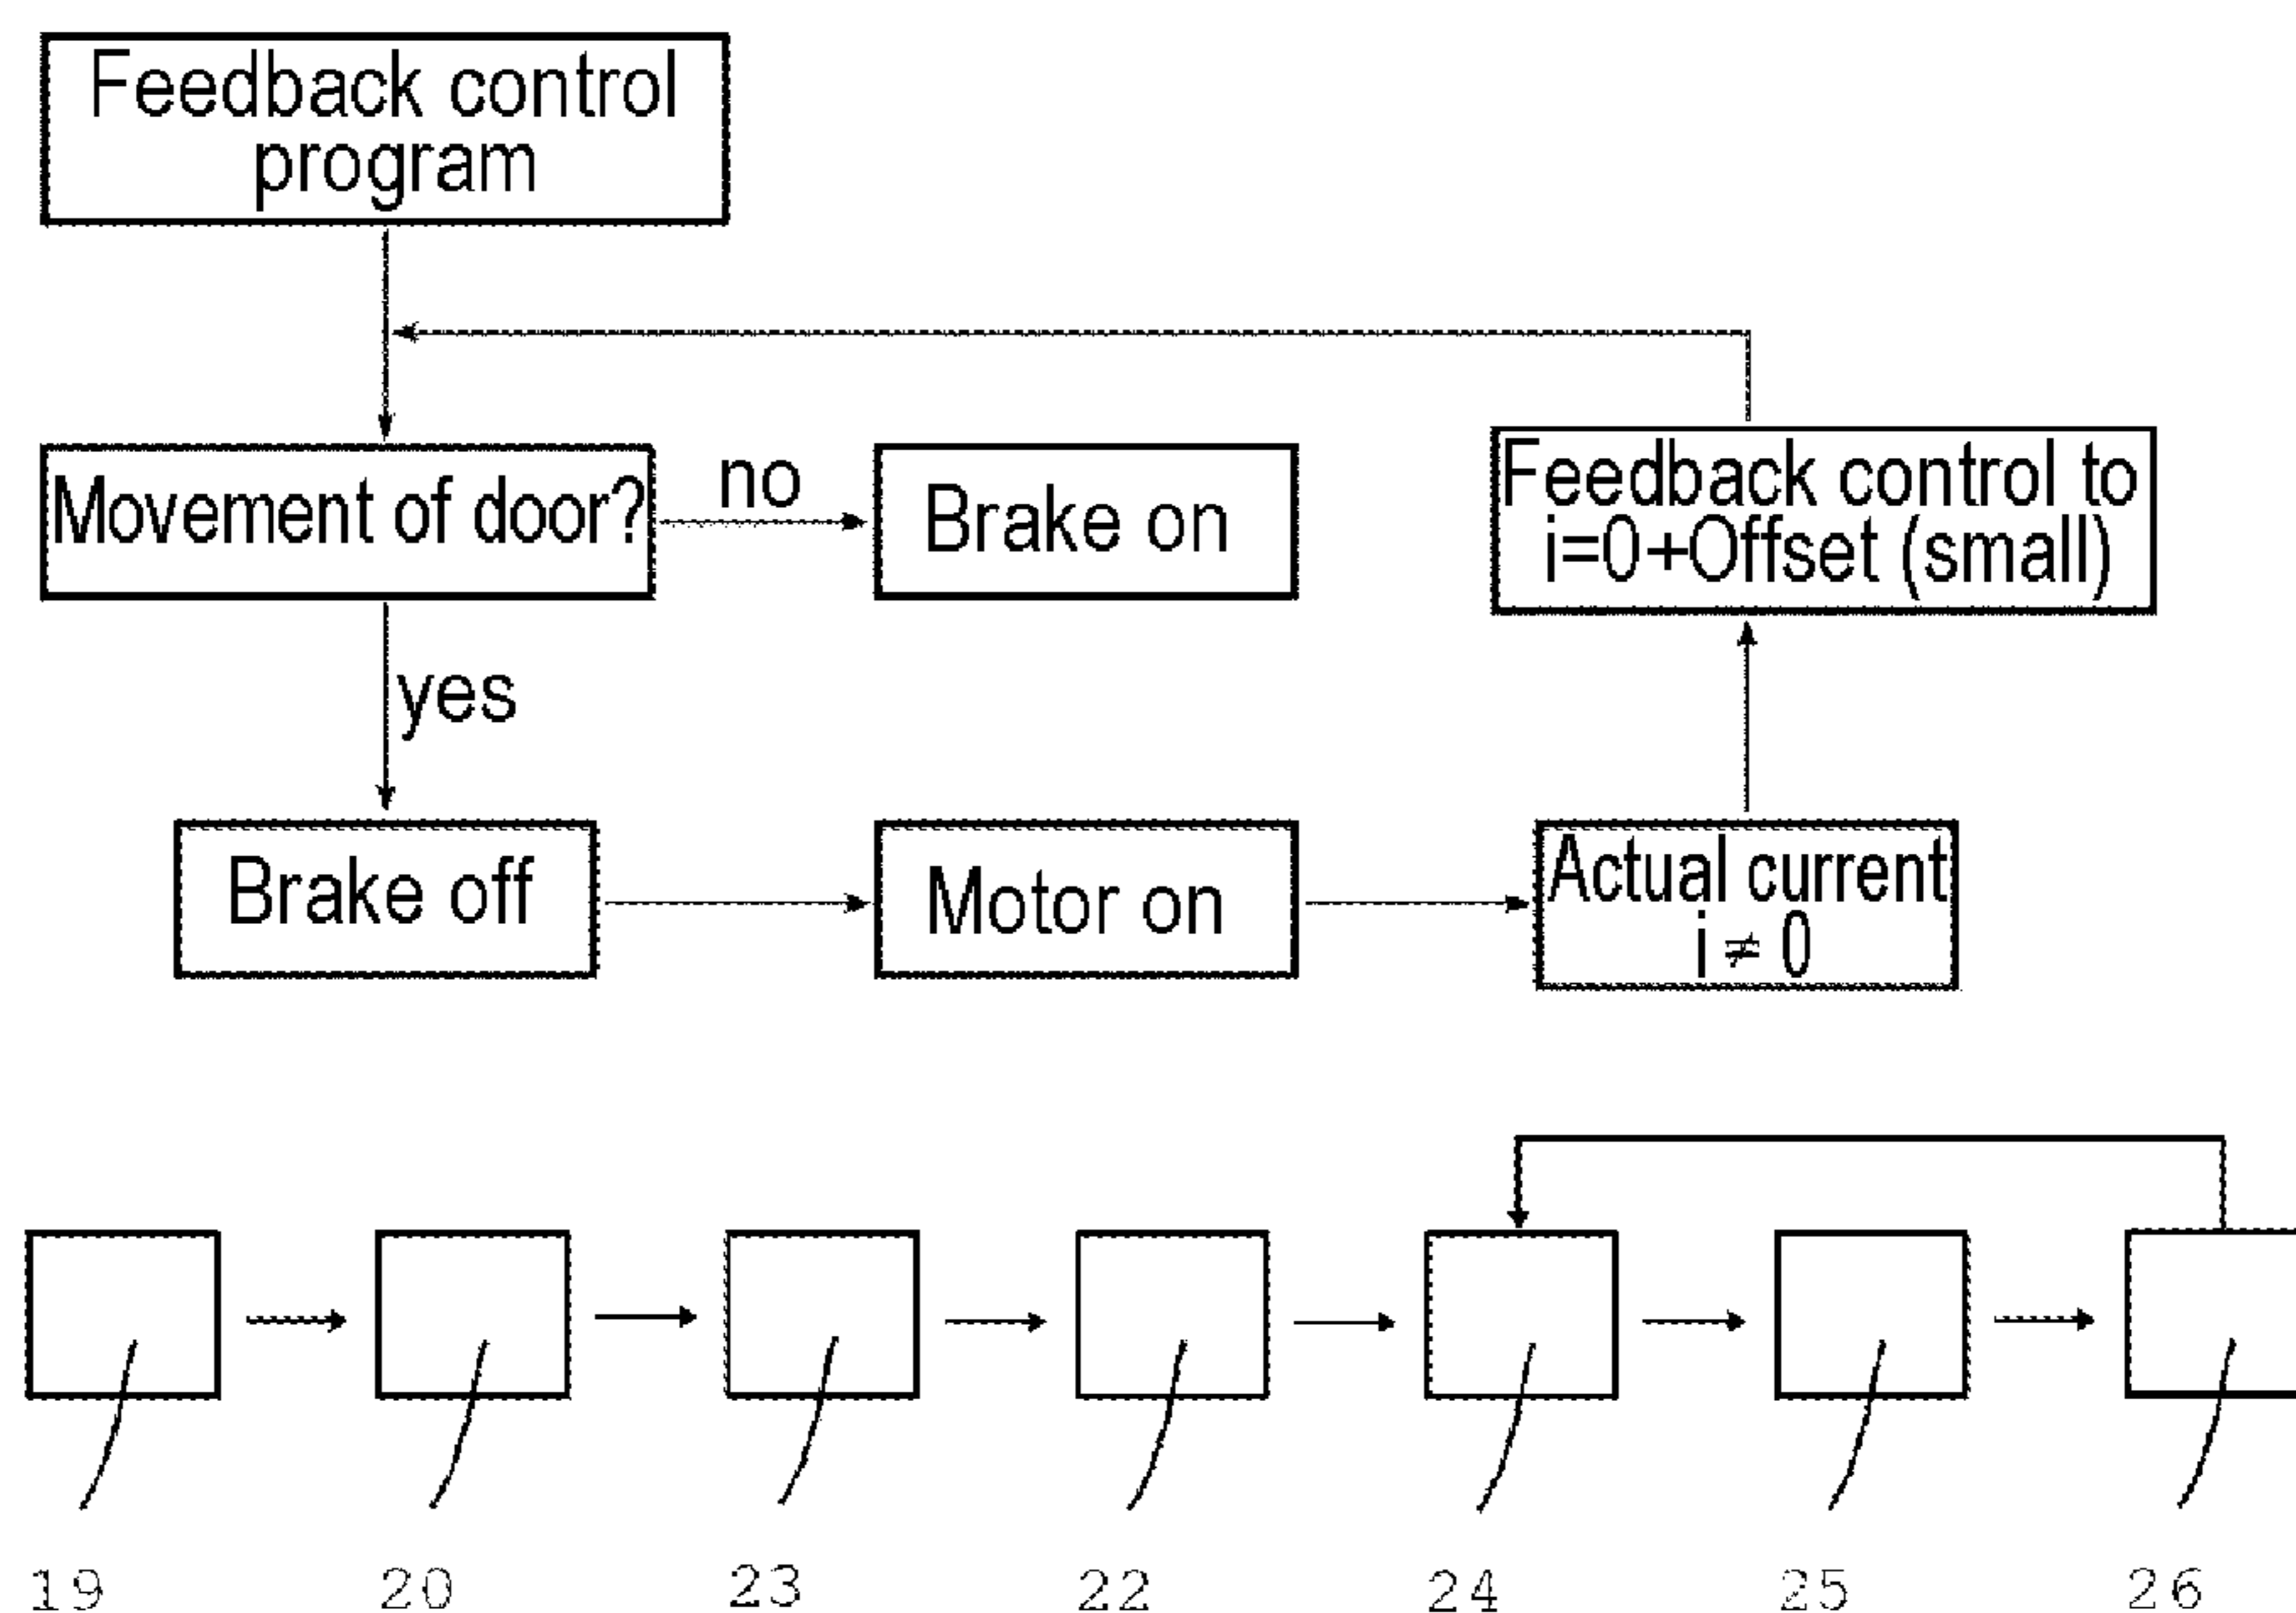 Feedback control
program
Movement of door?
no
Brake on
Feedback control to
i=0+Offset (small)
yes
Brake off
Motor on
Actual current
i ≠ 0
19
20
23
22
24
25
26